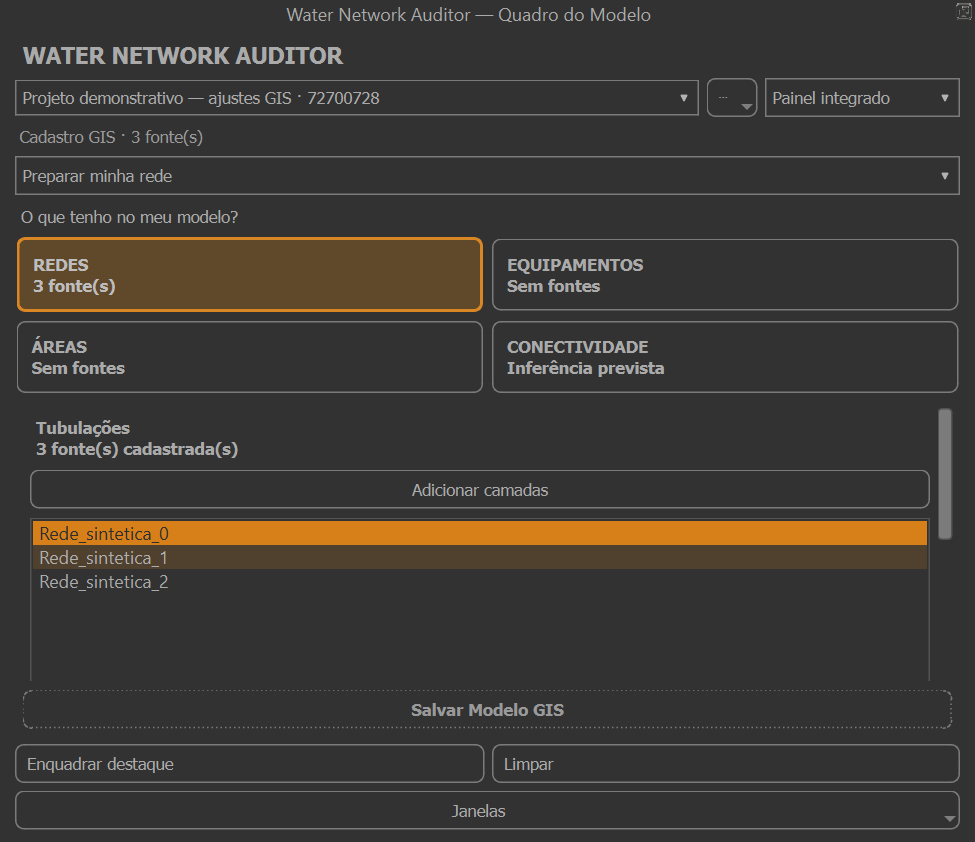 Water Network Auditor — Quadro do Modelo
WATER NETWORK AUDITOR
Projeto demonstrativo — ajustes GIS · 72700728
...
Painel integrado
Cadastro GIS · 3 fonte(s)
Preparar minha rede
O que tenho no meu modelo?
REDES
3 fonte(s)
EQUIPAMENTOS
Sem fontes
ÁREAS
Sem fontes
CONECTIVIDADE
Inferência prevista
Tubulações
3 fonte(s) cadastrada(s)
Adicionar camadas
Rede_sintetica_0
Rede_sintetica_1
Rede_sintetica_2
Salvar Modelo GIS
Enquadrar destaque
Limpar
Janelas